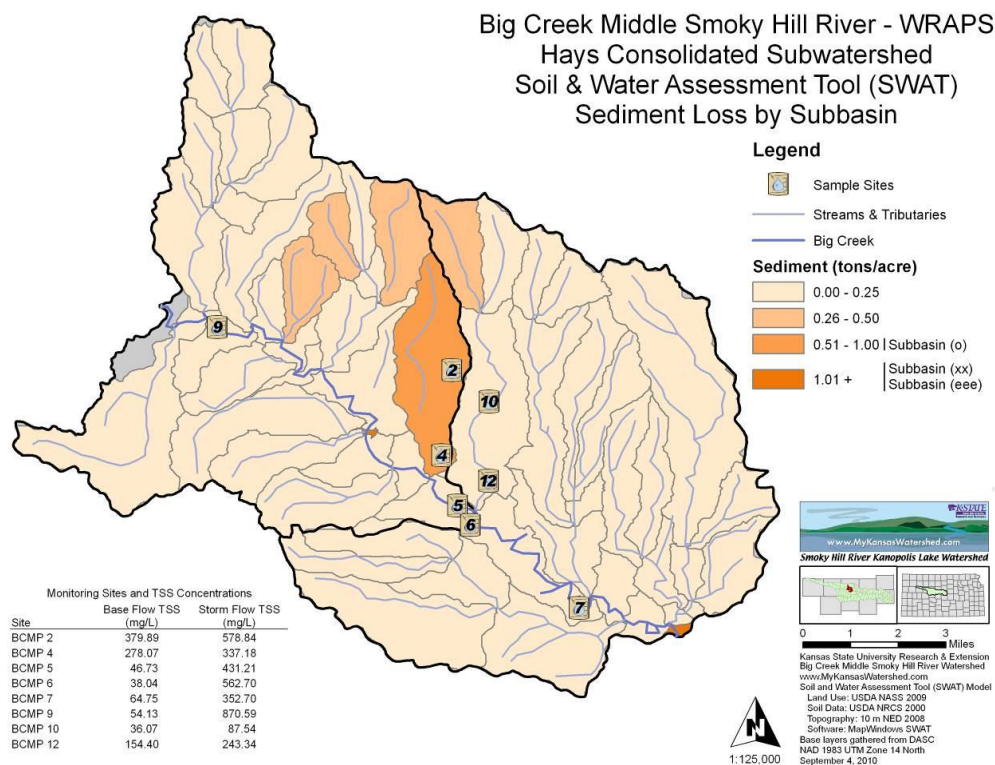 Big Creek Middle Smoky Hill River - WRAPS
Hays Consolidated Subwatershed
Soil & Water Assessment Tool (SWAT)
Sediment Loss by Subbasin
Legend
Sample Sites
Streams & Tributaries
Big Creek
Sediment (tons/acre)
0.00 - 0.25
0.26 - 0.50
0.51 - 1.00 Subbasin (o)
1.01 + Subbasin (xx)
Subbasin (eee)
9
2
10
4
12
5
6
7
K-STATE
www.MyKansasWatershed.com
Smoky Hill River Kanopolis Lake Watershed
0 1 2 3
Miles
Kansas State University Research & Extension
Big Creek Middle Smoky Hill River Watershed
www.MyKansasWatershed.com
Soil and Water Assessment Tool (SWAT) Model
Land Use: USDA NASS 2009
Soil Data: USDA NRCS 2000
Topography: 10 m NED 2008
Software: MapWindows SWAT
Base layers gathered from DASC
NAD 1983 UTM Zone 14 North
September 4, 2010
N
1:125,000
Monitoring Sites and TSS Concentrations
Base Flow TSS Storm Flow TSS
Site (mg/L) (mg/L)
BCMP 2 379.89 578.84
BCMP 4 278.07 337.18
BCMP 5 46.73 431.21
BCMP 6 38.04 562.70
BCMP 7 64.75 352.70
BCMP 9 54.13 870.59
BCMP 10 36.07 87.54
BCMP 12 154.40 243.34